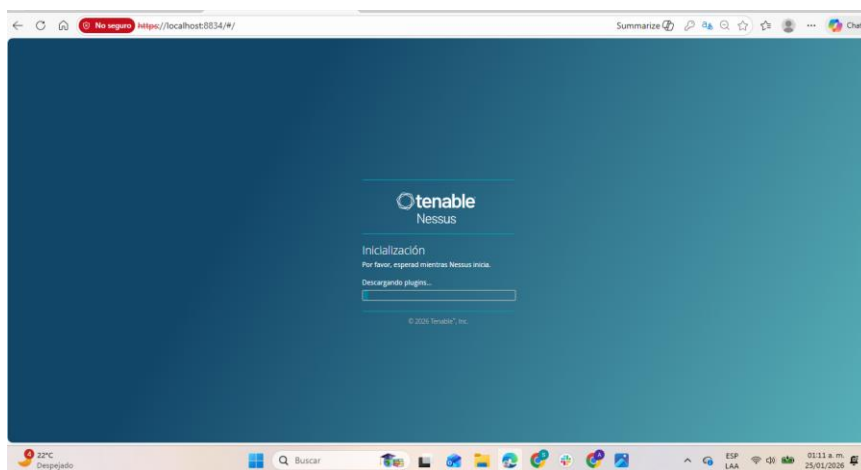 No seguro https://localhost:8834/#/ Summarize Chat
tenable
Nessus
Inicialización
Por favor, esperad mientras Nessus inicia.
Descargando plugins...
© 2026 Tenable®, Inc.
4 22°C Buscar ESP 01:11 a. m.
Despejado LAA 25/01/2026